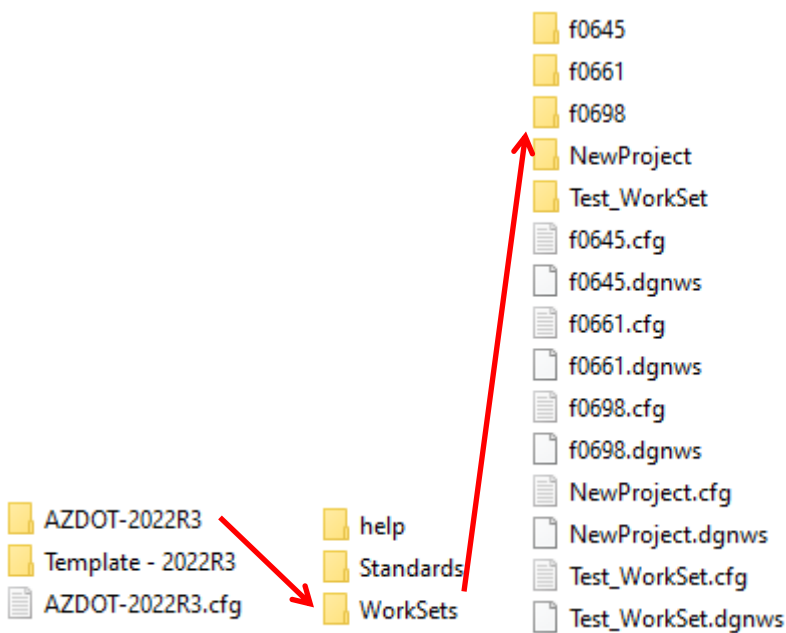 AZDOT-2022R3
Template - 2022R3
AZDOT-2022R3.cfg
help
Standards
WorkSets
f0645
f0661
f0698
NewProject
Test_WorkSet
f0645.cfg
f0645.dgnws
f0661.cfg
f0661.dgnws
f0698.cfg
f0698.dgnws
NewProject.cfg
NewProject.dgnws
Test_WorkSet.cfg
Test_WorkSet.dgnws